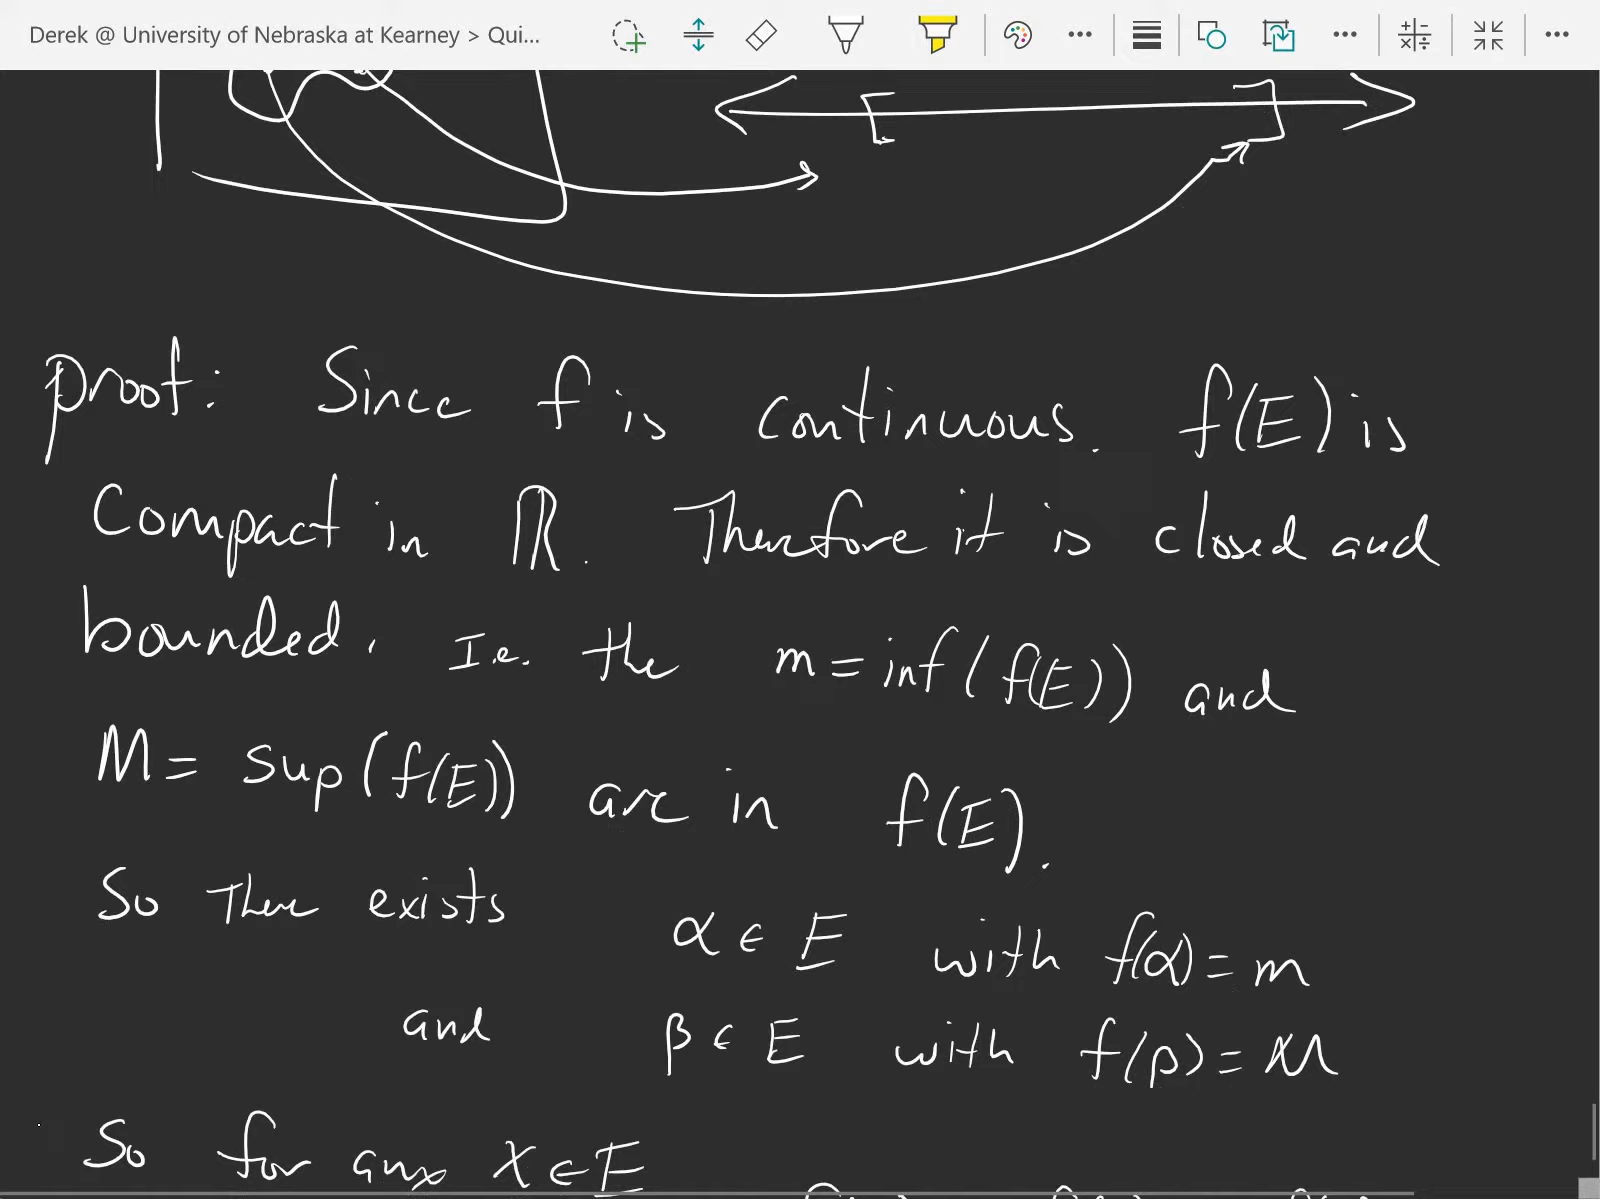 Derek @ University of Nebraska at Kearney > Qui...
proof: Since f is continuous. f(E) is
Compact in ℝ. Therefore it is closed and
bounded. I.e. the m = inf(f(E)) and
M = sup(f(E)) are in f(E).
So There exists α ∈ E with f(α) = m
and β ∈ E with f(β) = M
So for any x ∈ E